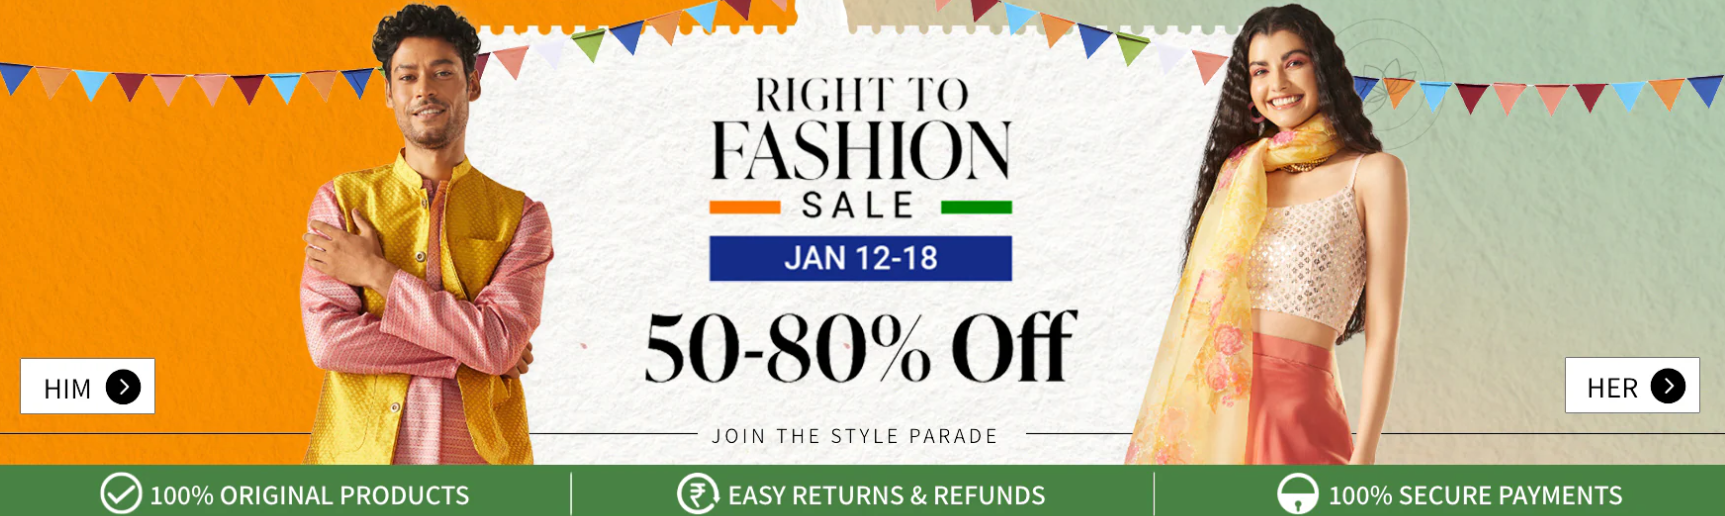 RIGHT TO
FASHION
SALE
JAN 12-18
50-80% Off
HIM
HER
JOIN THE STYLE PARADE
100% ORIGINAL PRODUCTS
₹ EASY RETURNS & REFUNDS
100% SECURE PAYMENTS